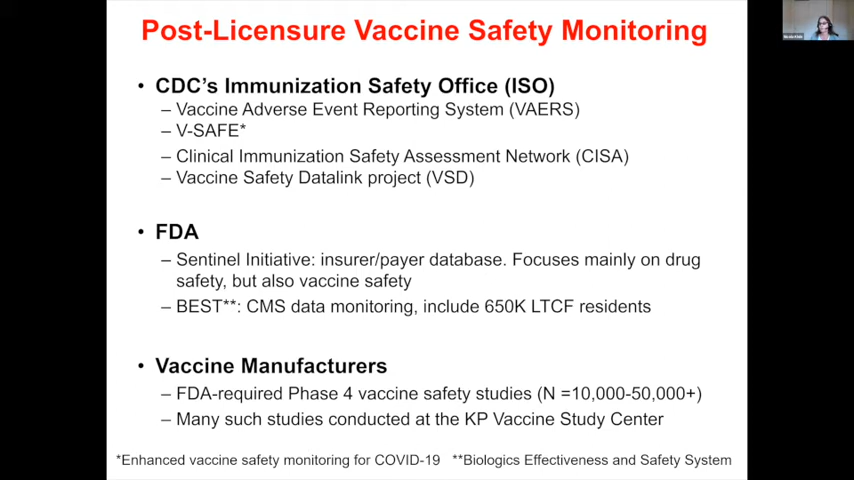 Post-Licensure Vaccine Safety Monitoring
• CDC's Immunization Safety Office (ISO)
– Vaccine Adverse Event Reporting System (VAERS)
– V-SAFE*
– Clinical Immunization Safety Assessment Network (CISA)
– Vaccine Safety Datalink project (VSD)
• FDA
– Sentinel Initiative: insurer/payer database. Focuses mainly on drug
safety, but also vaccine safety
– BEST**: CMS data monitoring, include 650K LTCF residents
• Vaccine Manufacturers
– FDA-required Phase 4 vaccine safety studies (N =10,000-50,000+)
– Many such studies conducted at the KP Vaccine Study Center
*Enhanced vaccine safety monitoring for COVID-19 **Biologics Effectiveness and Safety System